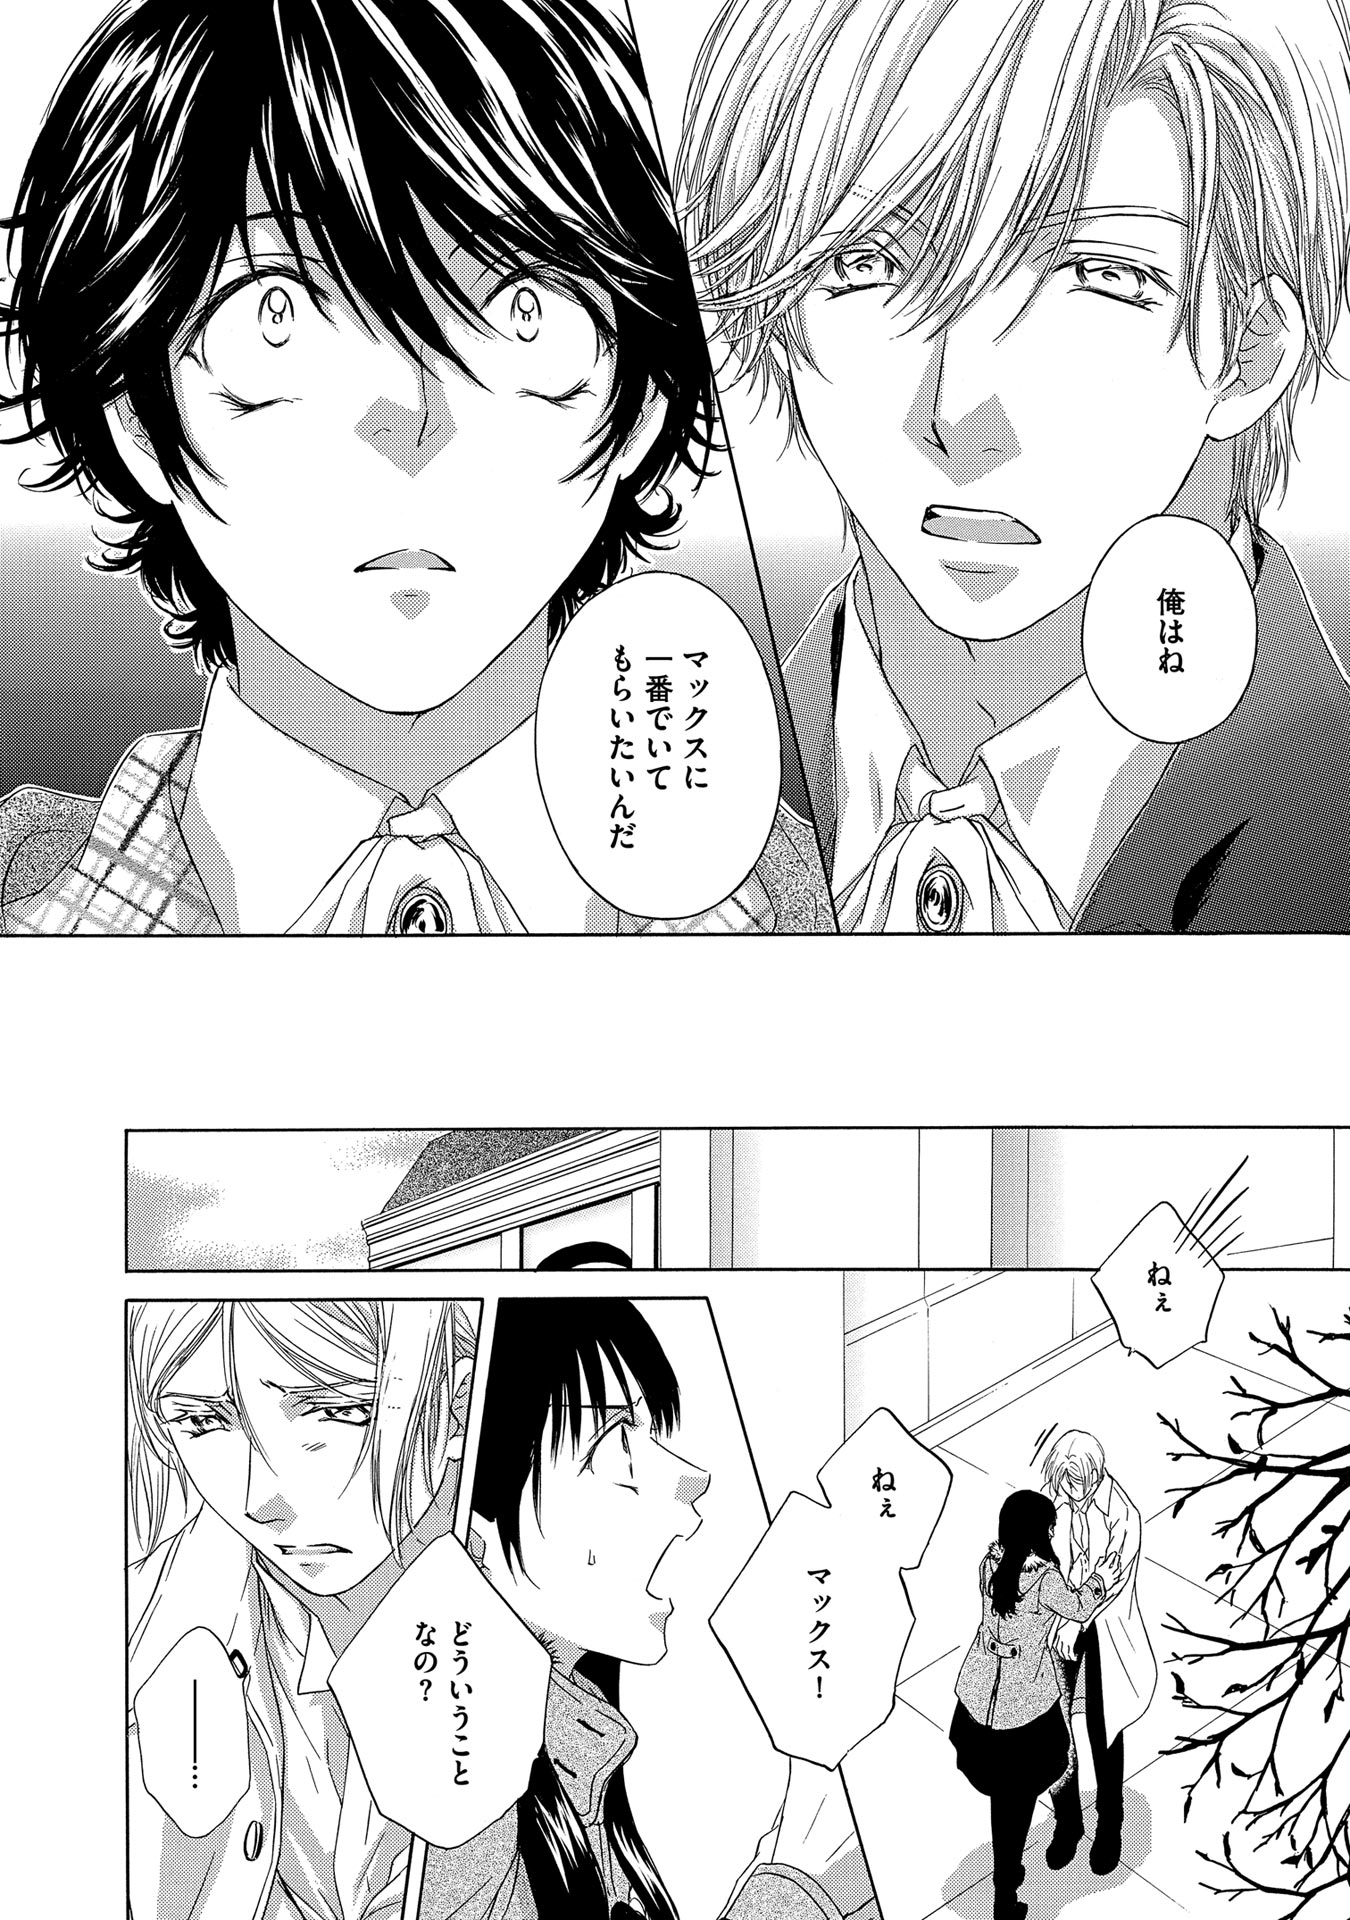 俺はね
マックスに
一番でいて
もらいたいんだ
ねぇ
ねぇ
マックス！
どういうこと
なの？
――…